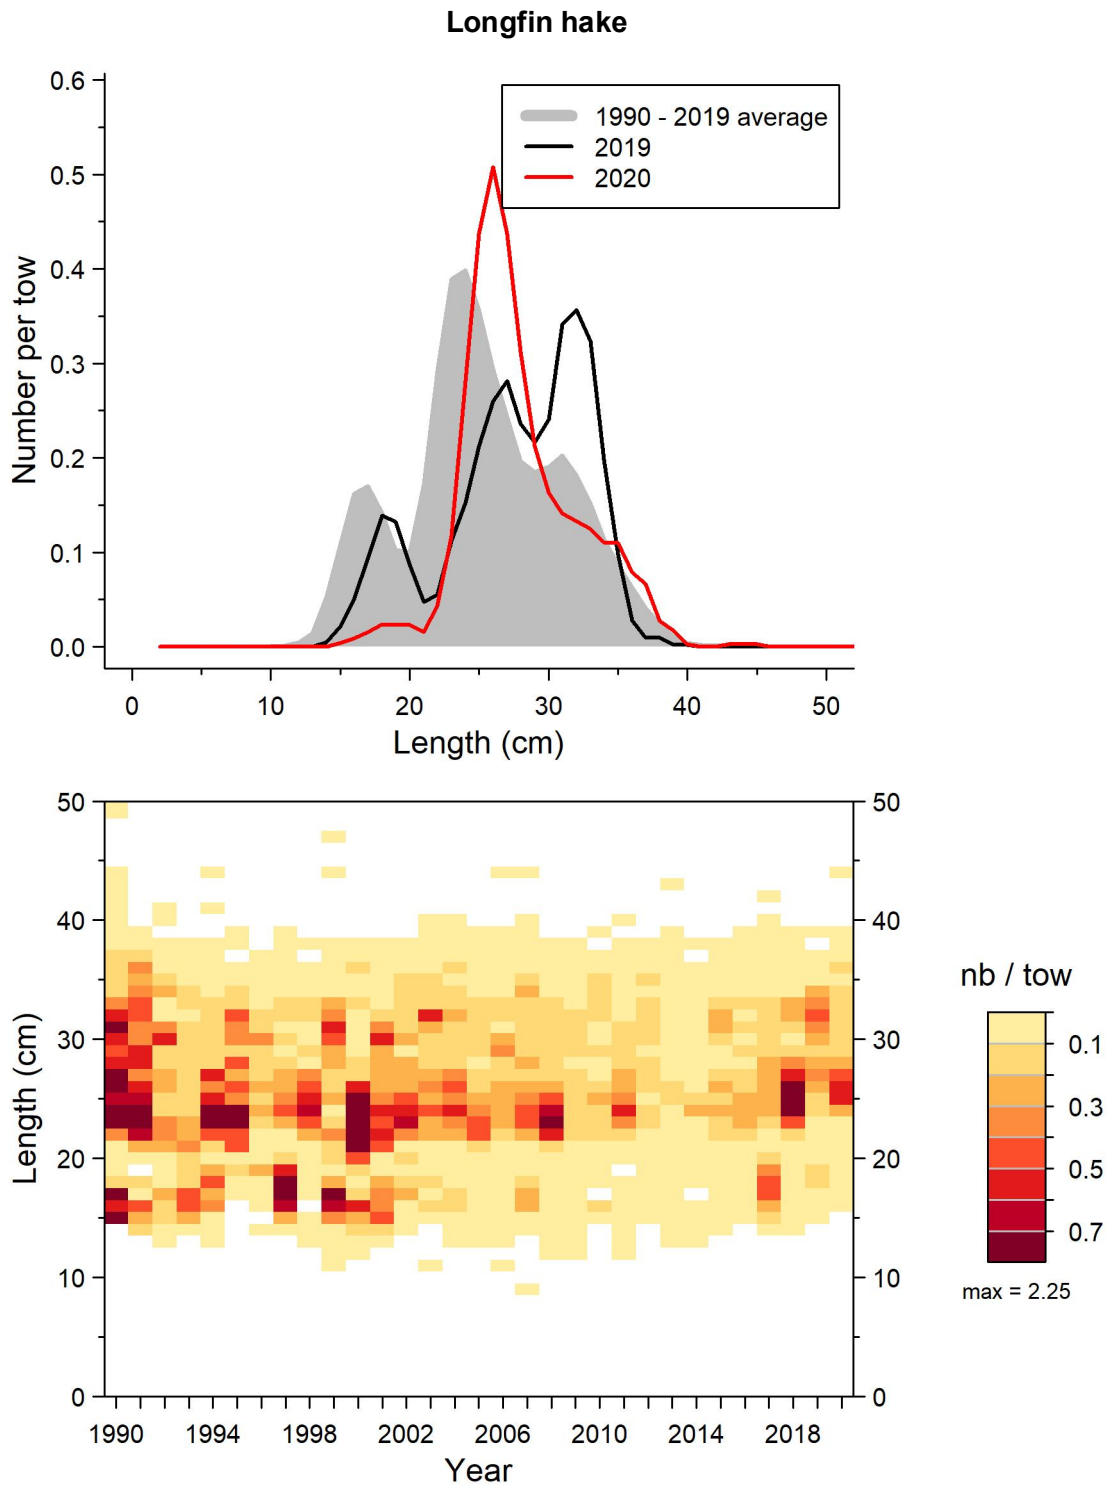 Longfin hake
0.6
0.5
0.4
0.3
0.2
0.1
0.0
Number per tow
1990 - 2019 average
2019
2020
0 10 20 30 40 50
Length (cm)
50
40
30
20
10
0
Length (cm)
50
40
30
20
10
0
1990 1994 1998 2002 2006 2010 2014 2018
Year
nb / tow
0.1
0.3
0.5
0.7
max = 2.25